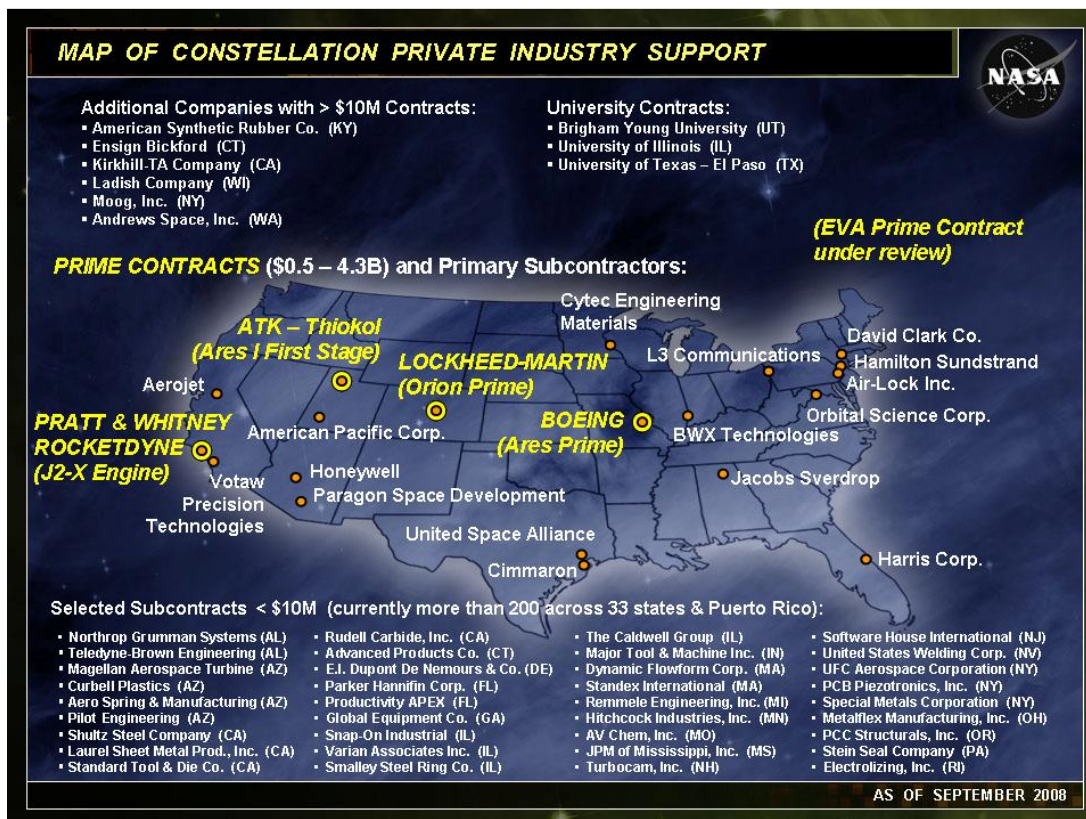 MAP OF CONSTELLATION PRIVATE INDUSTRY SUPPORT
NASA
Additional Companies with > $10M Contracts:
▪ American Synthetic Rubber Co. (KY)
▪ Ensign Bickford (CT)
▪ Kirkhill-TA Company (CA)
▪ Ladish Company (WI)
▪ Moog, Inc. (NY)
▪ Andrews Space, Inc. (WA)
University Contracts:
▪ Brigham Young University (UT)
▪ University of Illinois (IL)
▪ University of Texas – El Paso (TX)
(EVA Prime Contract
under review)
PRIME CONTRACTS ($0.5 – 4.3B) and Primary Subcontractors:
Cytec Engineering
Materials
ATK – Thiokol
(Ares I First Stage)
LOCKHEED-MARTIN
(Orion Prime)
L3 Communications
David Clark Co.
Hamilton Sundstrand
Air-Lock Inc.
Aerojet
PRATT & WHITNEY
ROCKETDYNE
(J2-X Engine)
American Pacific Corp.
BOEING
(Ares Prime)
BWX Technologies
Orbital Science Corp.
Votaw
Precision
Technologies
Honeywell
Paragon Space Development
Jacobs Sverdrop
United Space Alliance
Cimmaron
Harris Corp.
Selected Subcontracts < $10M (currently more than 200 across 33 states & Puerto Rico):
▪ Northrop Grumman Systems (AL)
▪ Teledyne-Brown Engineering (AL)
▪ Magellan Aerospace Turbine (AZ)
▪ Curbell Plastics (AZ)
▪ Aero Spring & Manufacturing (AZ)
▪ Pilot Engineering (AZ)
▪ Shultz Steel Company (CA)
▪ Laurel Sheet Metal Prod., Inc. (CA)
▪ Standard Tool & Die Co. (CA)
▪ Rudell Carbide, Inc. (CA)
▪ Advanced Products Co. (CT)
▪ E.I. Dupont De Nemours & Co. (DE)
▪ Parker Hannifin Corp. (FL)
▪ Productivity APEX (FL)
▪ Global Equipment Co. (GA)
▪ Snap-On Industrial (IL)
▪ Varian Associates Inc. (IL)
▪ Smalley Steel Ring Co. (IL)
▪ The Caldwell Group (IL)
▪ Major Tool & Machine Inc. (IN)
▪ Dynamic Flowform Corp. (MA)
▪ Standex International (MA)
▪ Remmele Engineering, Inc. (MI)
▪ Hitchcock Industries, Inc. (MN)
▪ AV Chem, Inc. (MO)
▪ JPM of Mississippi, Inc. (MS)
▪ Turbocam, Inc. (NH)
▪ Software House International (NJ)
▪ United States Welding Corp. (NV)
▪ UFC Aerospace Corporation (NY)
▪ PCB Piezotronics, Inc. (NY)
▪ Special Metals Corporation (NY)
▪ Metalflex Manufacturing, Inc. (OH)
▪ PCC Structurals, Inc. (OR)
▪ Stein Seal Company (PA)
▪ Electrolizing, Inc. (RI)
AS OF SEPTEMBER 2008